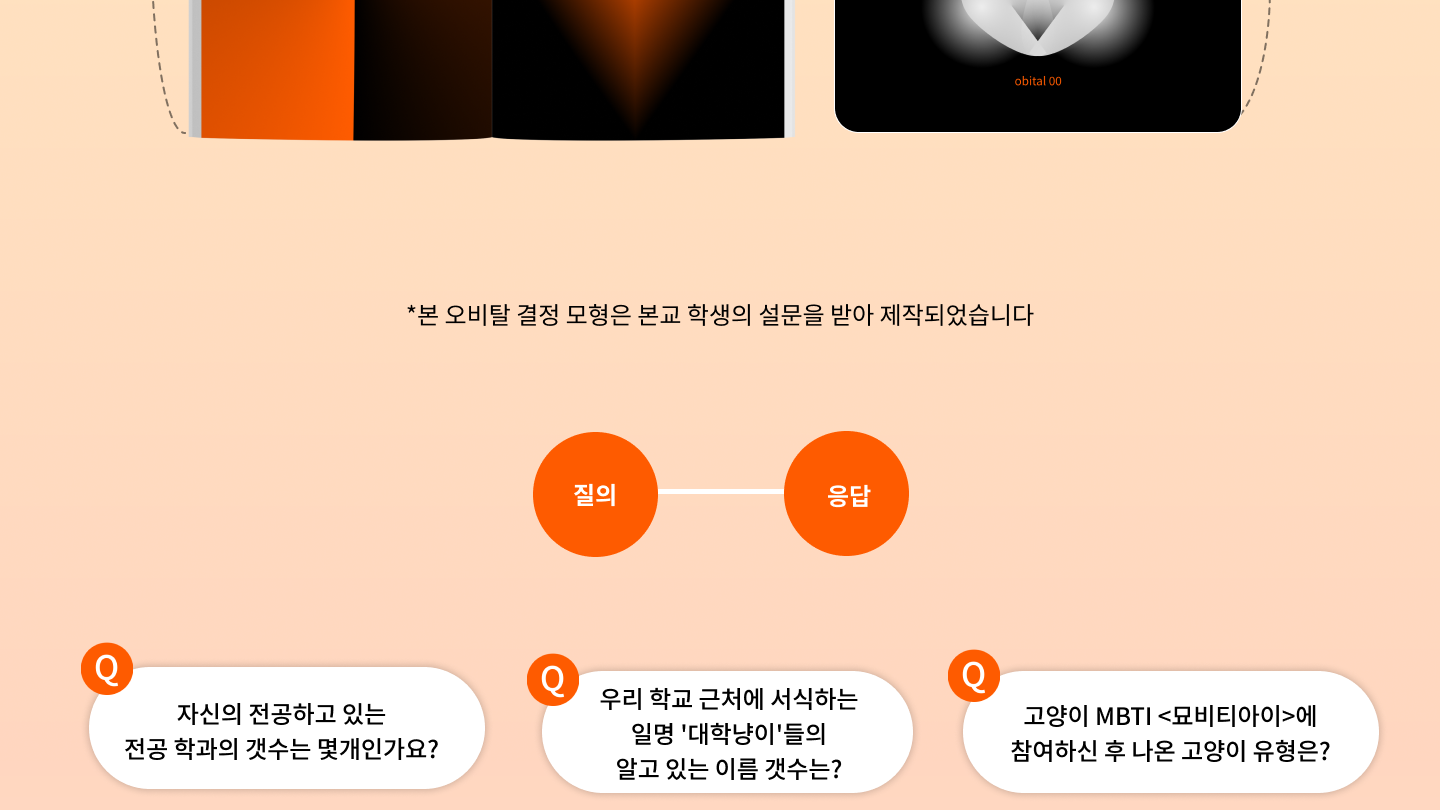 obital 00
*본 오비탈 결정 모형은 본교 학생의 설문을 받아 제작되었습니다
질의
응답
Q
자신의 전공하고 있는
전공 학과의 갯수는 몇개인가요?
Q
우리 학교 근처에 서식하는
일명 '대학냥이'들의
알고 있는 이름 갯수는?
Q
고양이 MBTI <묘비티아이>에
참여하신 후 나온 고양이 유형은?